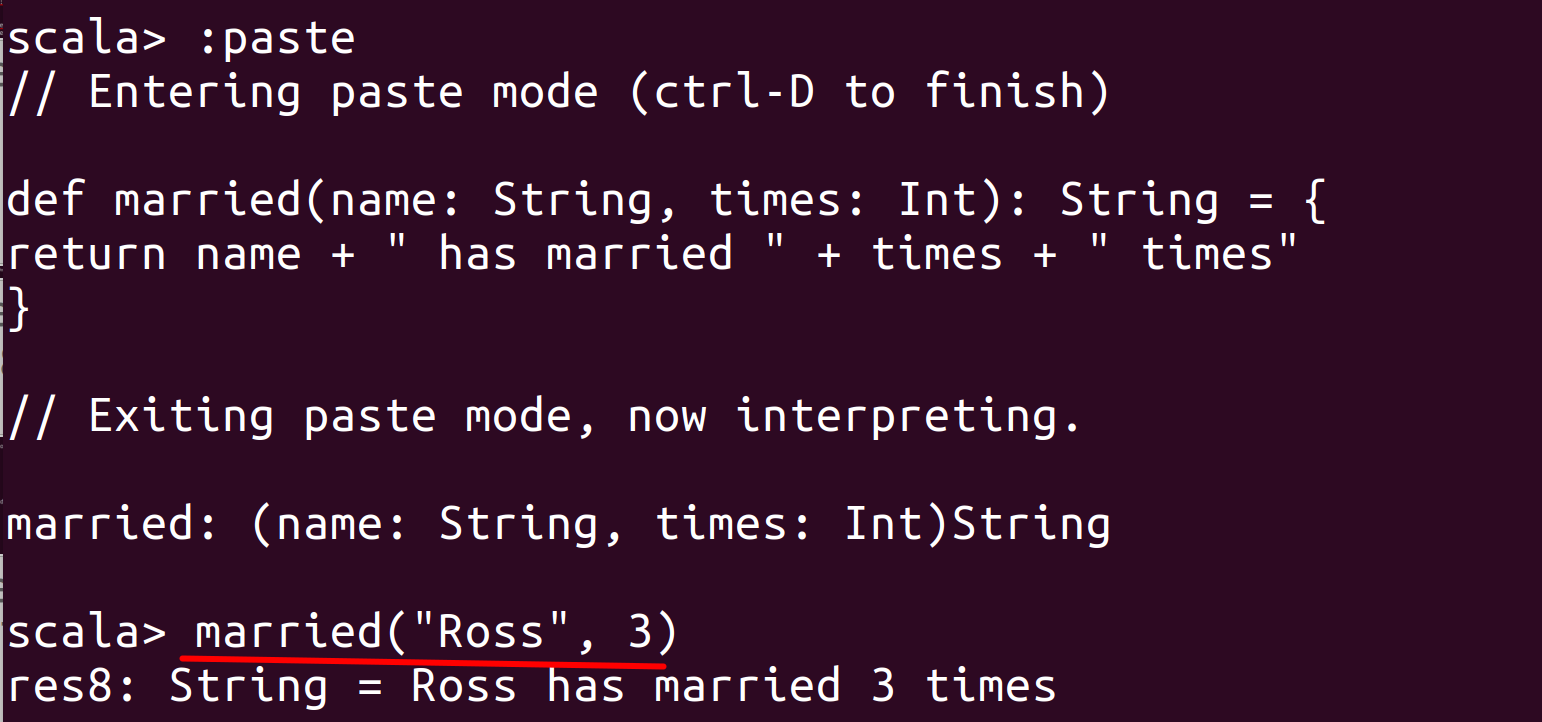 scala> :paste
// Entering paste mode (ctrl-D to finish)
def married(name: String, times: Int): String = {
return name + " has married " + times + " times"
}
// Exiting paste mode, now interpreting.
married: (name: String, times: Int)String
scala> married("Ross", 3)
res8: String = Ross has married 3 times